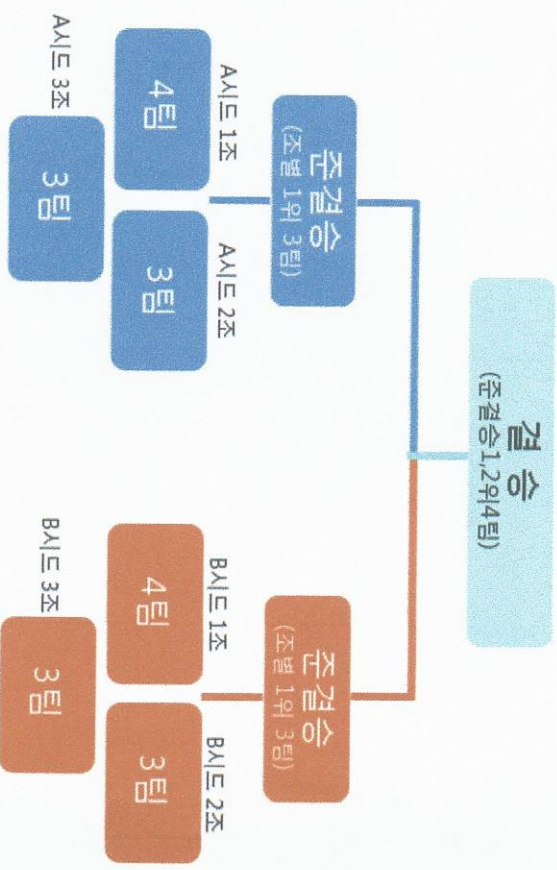 결 승
(준결승1,2위4팀)
준결승
(조별 1위 3팀)
준결승
(조별 1위 3팀)
A시드 1조
A시드 2조
B시드 1조
B시드 2조
4팀
3팀
4팀
3팀
A시드 3조
B시드 3조
3팀
3팀